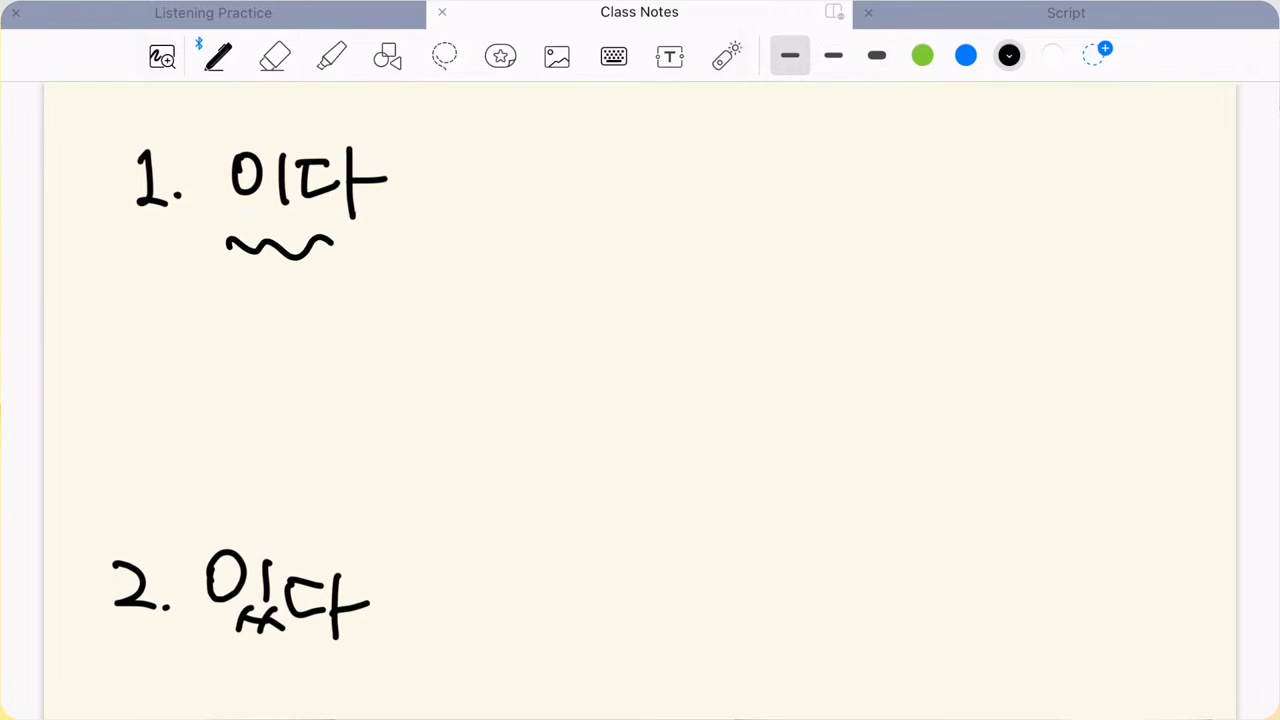 Listening Practice
Class Notes
Script
1. 이다
2. 있다